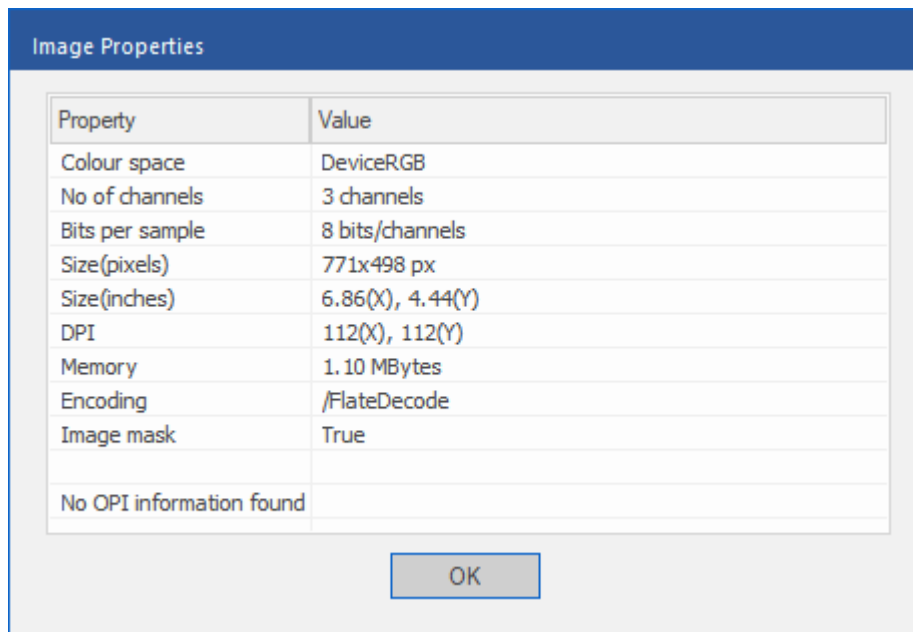 Image Properties
Property Value
Colour space DeviceRGB
No of channels 3 channels
Bits per sample 8 bits/channels
Size(pixels) 771x498 px
Size(inches) 6.86(X), 4.44(Y)
DPI 112(X), 112(Y)
Memory 1.10 MBytes
Encoding /FlateDecode
Image mask True
No OPI information found
OK